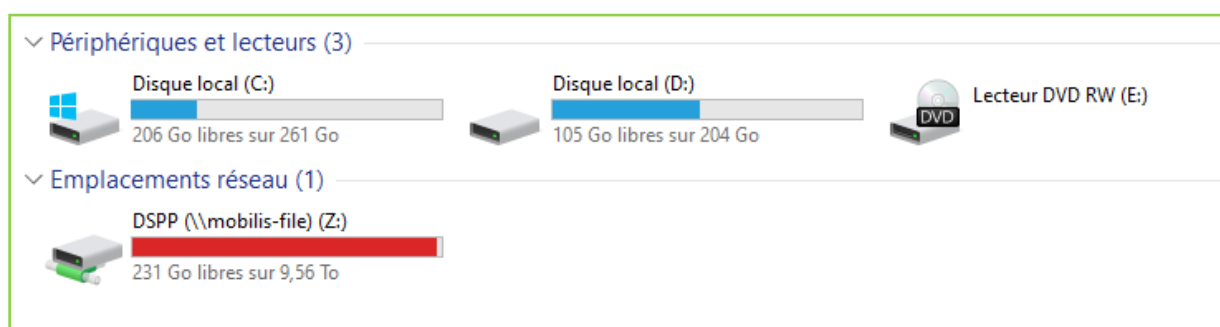 Périphériques et lecteurs (3)
Disque local (C:)
206 Go libres sur 261 Go
Disque local (D:)
105 Go libres sur 204 Go
DVD
Lecteur DVD RW (E:)
Emplacements réseau (1)
DSPP (\\mobilis-file) (Z:)
231 Go libres sur 9,56 To